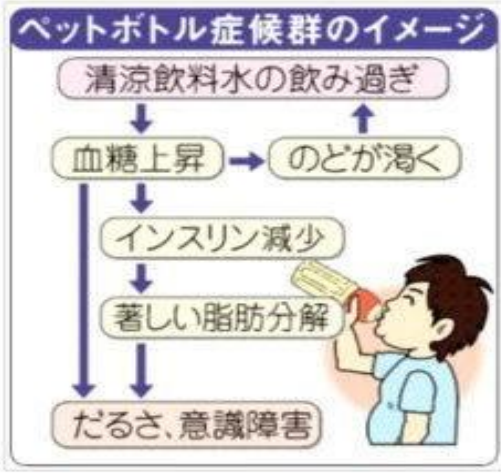 ペットボトル症候群のイメージ
清涼飲料水の飲み過ぎ
血糖上昇
のどが渇く
インスリン減少
著しい脂肪分解
だるさ、意識障害